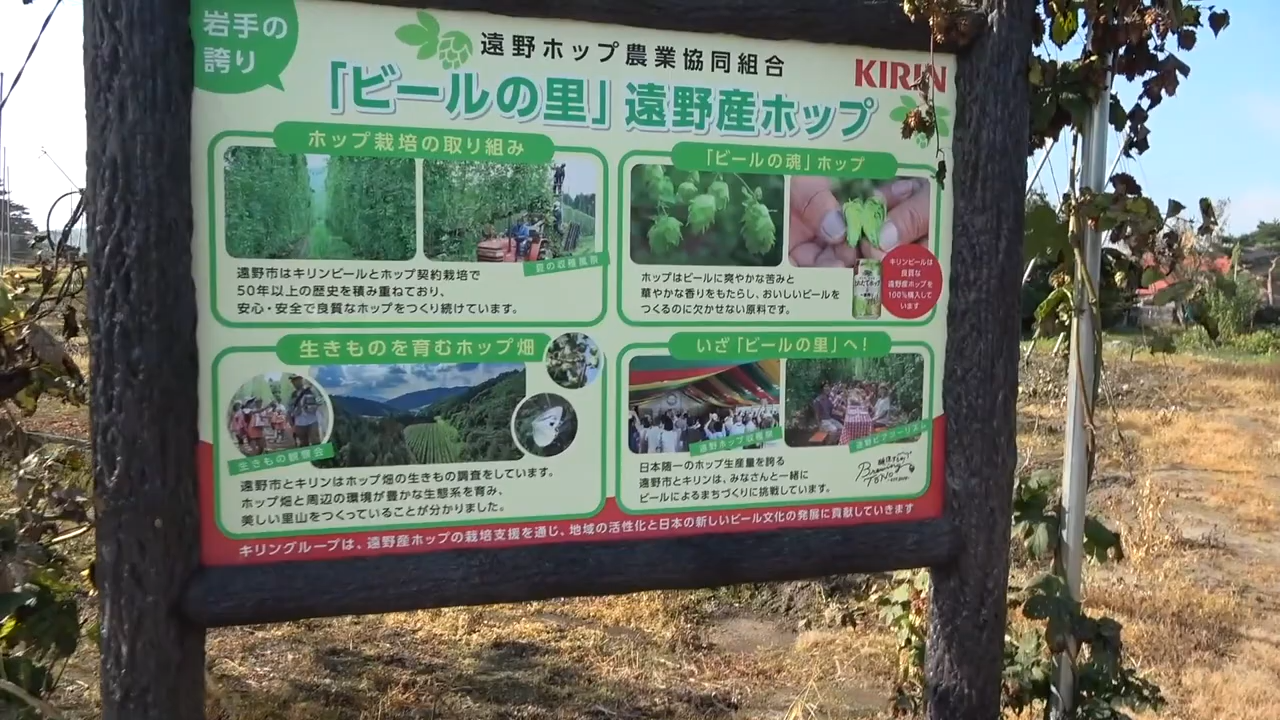 岩手の
誇り
遠野ホップ農業協同組合
KIRIN
「ビールの里」遠野産ホップ
ホップ栽培の取り組み
夏の収穫風景
遠野市はキリンビールとホップ契約栽培で
50年以上の歴史を積み重ねており、
安心・安全で良質なホップをつくり続けています。
「ビールの魂」ホップ
ホップはビールに爽やかな苦みと
華やかな香りをもたらし、おいしいビールを
つくるのに欠かせない原料です。
キリンビールは
良質な
遠野産ホップを
100%購入して
います
生きものを育むホップ畑
生きもの観察会
遠野市とキリンはホップ畑の生きもの調査をしています。
ホップ畑と周辺の環境が豊かな生態系を育み、
美しい里山をつくっていることが分かりました。
いざ「ビールの里」へ!
遠野ホップ収穫祭
遠野ビアツーリズム
日本随一のホップ生産量を誇る
遠野市とキリンは、みなさんと一緒に
ビールによるまちづくりに挑戦しています。
Brewing
TONO
キリングループは、遠野産ホップの栽培支援を通じ、地域の活性化と日本の新しいビール文化の発展に貢献していきます